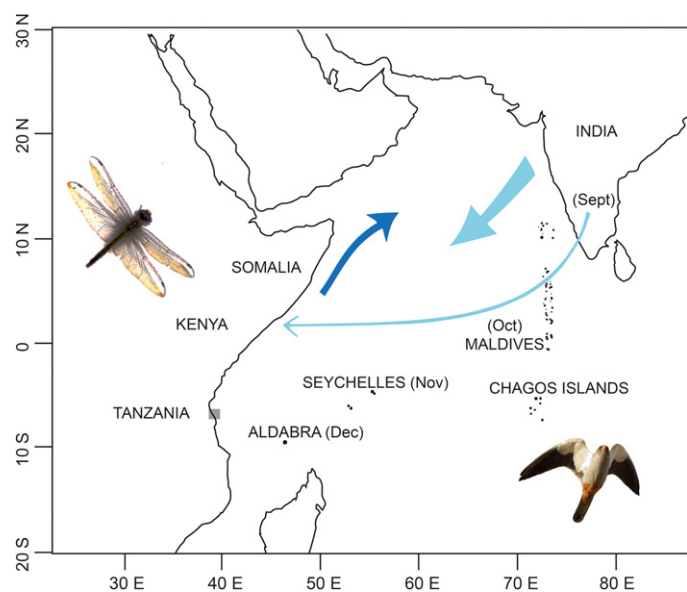 30 N
20 N
10 N
0
10 S
20 S
INDIA
(Sept)
SOMALIA
KENYA
(Oct)
MALDIVES
SEYCHELLES (Nov)
CHAGOS ISLANDS
TANZANIA
ALDABRA (Dec)
30 E
40 E
50 E
60 E
70 E
80 E